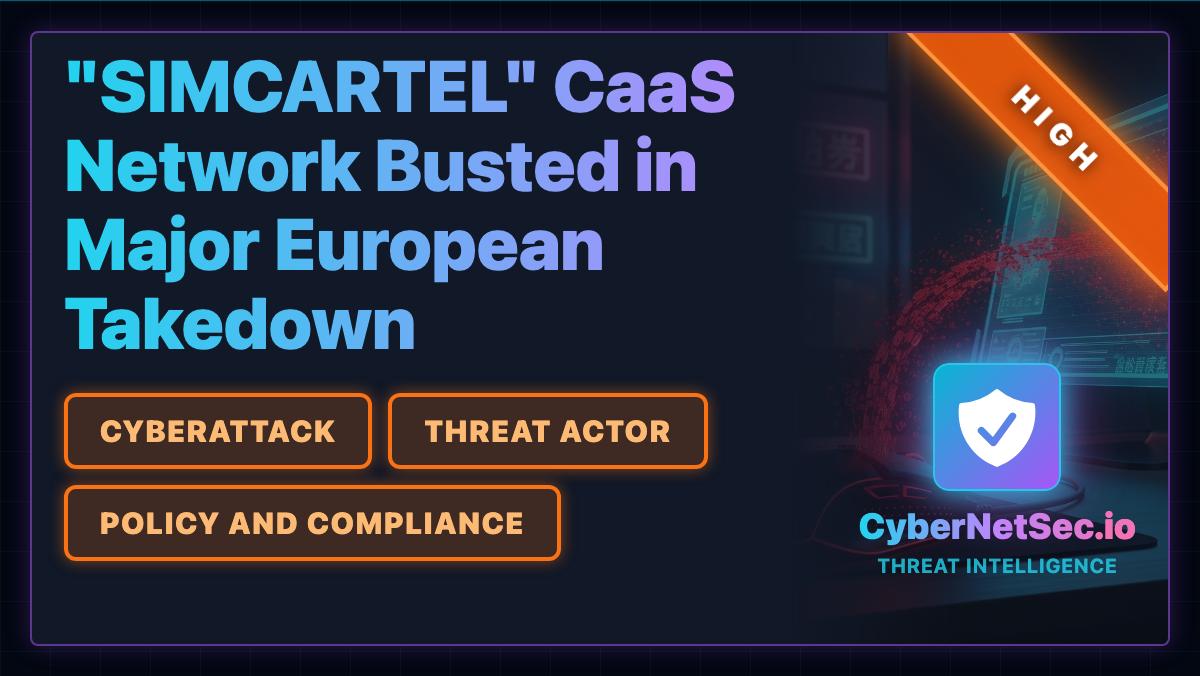 "SIMCARTEL" CaaS
Network Busted in
Major European
Takedown
CYBERATTACK
THREAT ACTOR
POLICY AND COMPLIANCE
HIGH
CyberNetSec.io
THREAT INTELLIGENCE